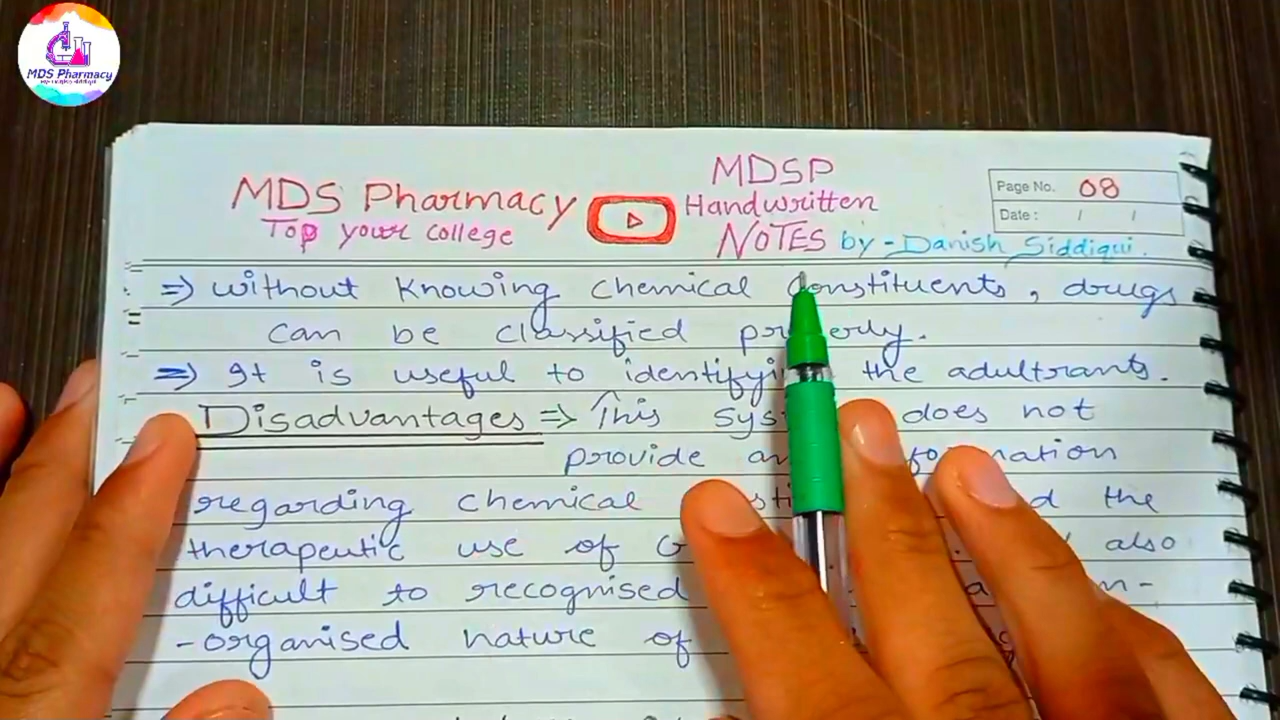 MDS Pharmacy
MDS Pharmacy
Top your college
MDSP
Handwritten
NOTES by - Danish Siddiqui.
Page No. 08
Date : / /
⇒ without knowing chemical constituents, drugs
can be classified properly.
⇒ It is useful to identifying the adultrants.
Disadvantages ⇒ This does not
provide
regarding chemical the
therapeutic use of also
difficult to recognised
-organised nature of